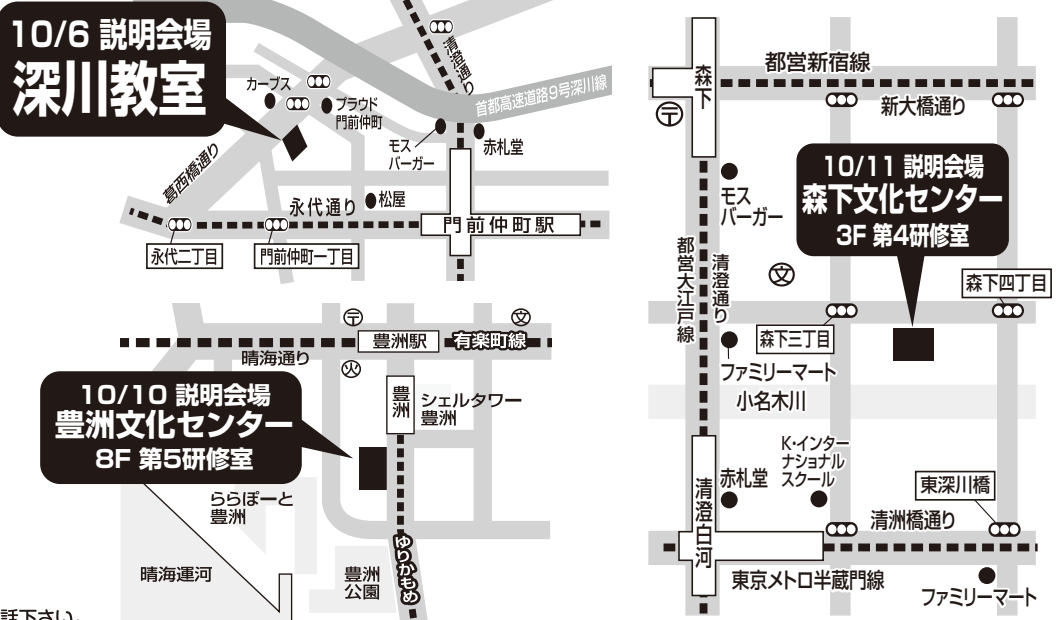 10/6 説明会場
深川教室
カーブス
プラウド
門前仲町
清澄通り
首都高速道路9号深川線
モス
バーガー
赤札堂
葛西橋通り
永代通り
松屋
門前仲町駅
永代二丁目
門前仲町一丁目
〒
文
豊洲駅
有楽町線
晴海通り
火
10/10 説明会場
豊洲文化センター
8F 第5研修室
豊洲
シェルタワー
豊洲
ららぽーと
豊洲
晴海運河
豊洲
公園
ゆりかもめ
話下さい。
森下
都営新宿線
新大橋通り
〒
モス
バーガー
10/11 説明会場
森下文化センター
3F 第4研修室
都営大江戸線
清澄通り
文
森下四丁目
森下三丁目
ファミリーマート
小名木川
K・インター
ナショナル
スクール
赤札堂
東深川橋
清澄白河
清洲橋通り
東京メトロ半蔵門線
ファミリーマート